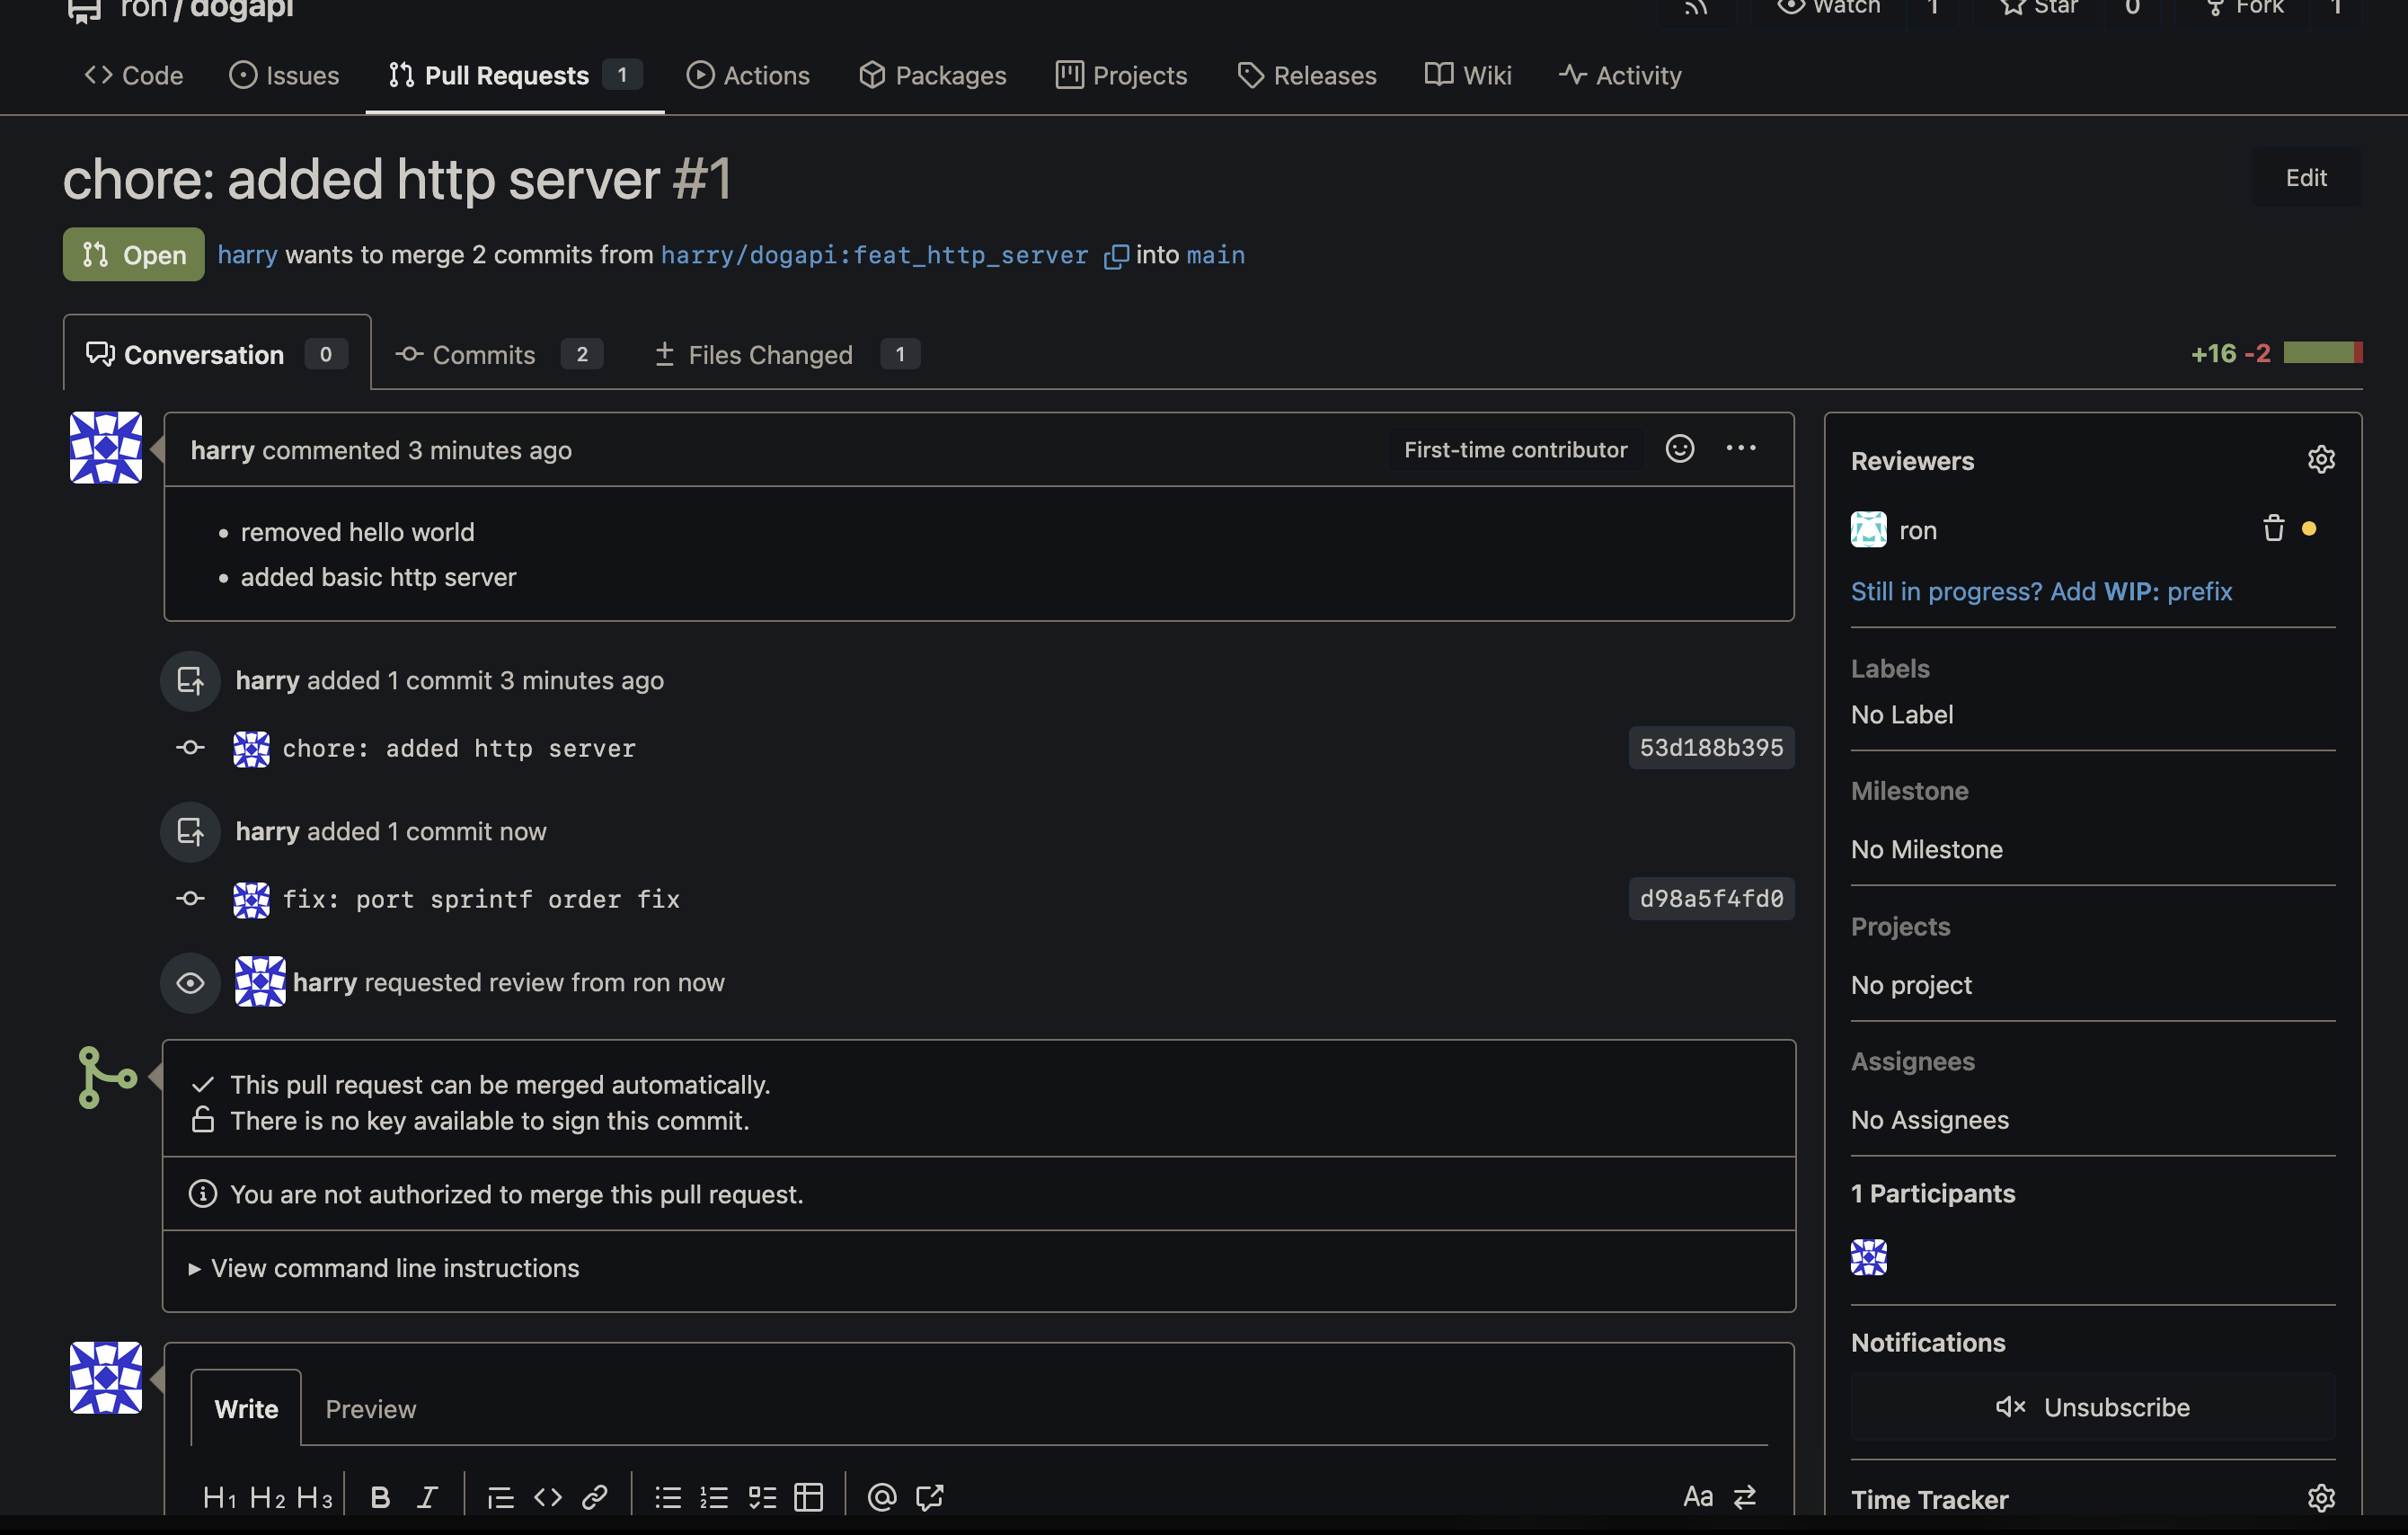 ron/dogapi
Watch 1 Star 0 Fork 1
Code Issues Pull Requests 1 Actions Packages Projects Releases Wiki Activity
chore: added http server #1
Edit
Open harry wants to merge 2 commits from harry/dogapi:feat_http_server into main
Conversation 0 Commits 2 Files Changed 1 +16 -2
harry commented 3 minutes ago First-time contributor
• removed hello world
• added basic http server
harry added 1 commit 3 minutes ago
chore: added http server 53d188b395
harry added 1 commit now
fix: port sprintf order fix d98a5f4fd0
harry requested review from ron now
This pull request can be merged automatically.
There is no key available to sign this commit.
You are not authorized to merge this pull request.
View command line instructions
Write Preview
H1 H2 H3 B I Aa
Reviewers
ron
Still in progress? Add WIP: prefix
Labels
No Label
Milestone
No Milestone
Projects
No project
Assignees
No Assignees
1 Participants
Notifications
Unsubscribe
Time Tracker